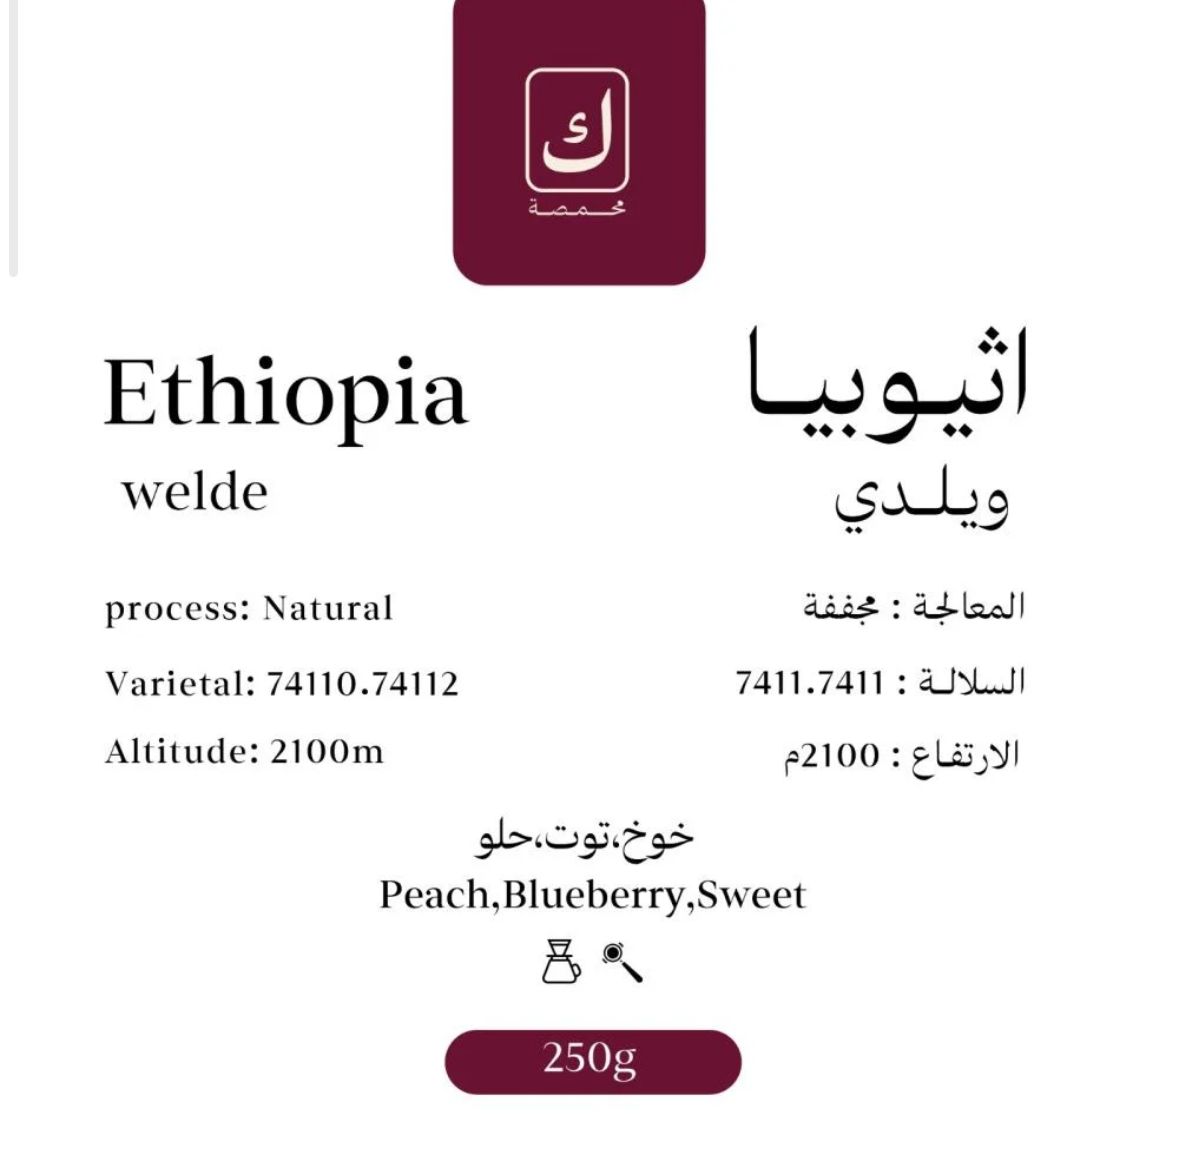 ك
محمصة
Ethiopia
اثيوبيا
welde
ويلدي
process: Natural
المعالجة : مجففة
Varietal: 74110.74112
السلالة : 7411.7411
Altitude: 2100m
الارتفاع : 2100م
خوخ،توت،حلو
Peach,Blueberry,Sweet
250g